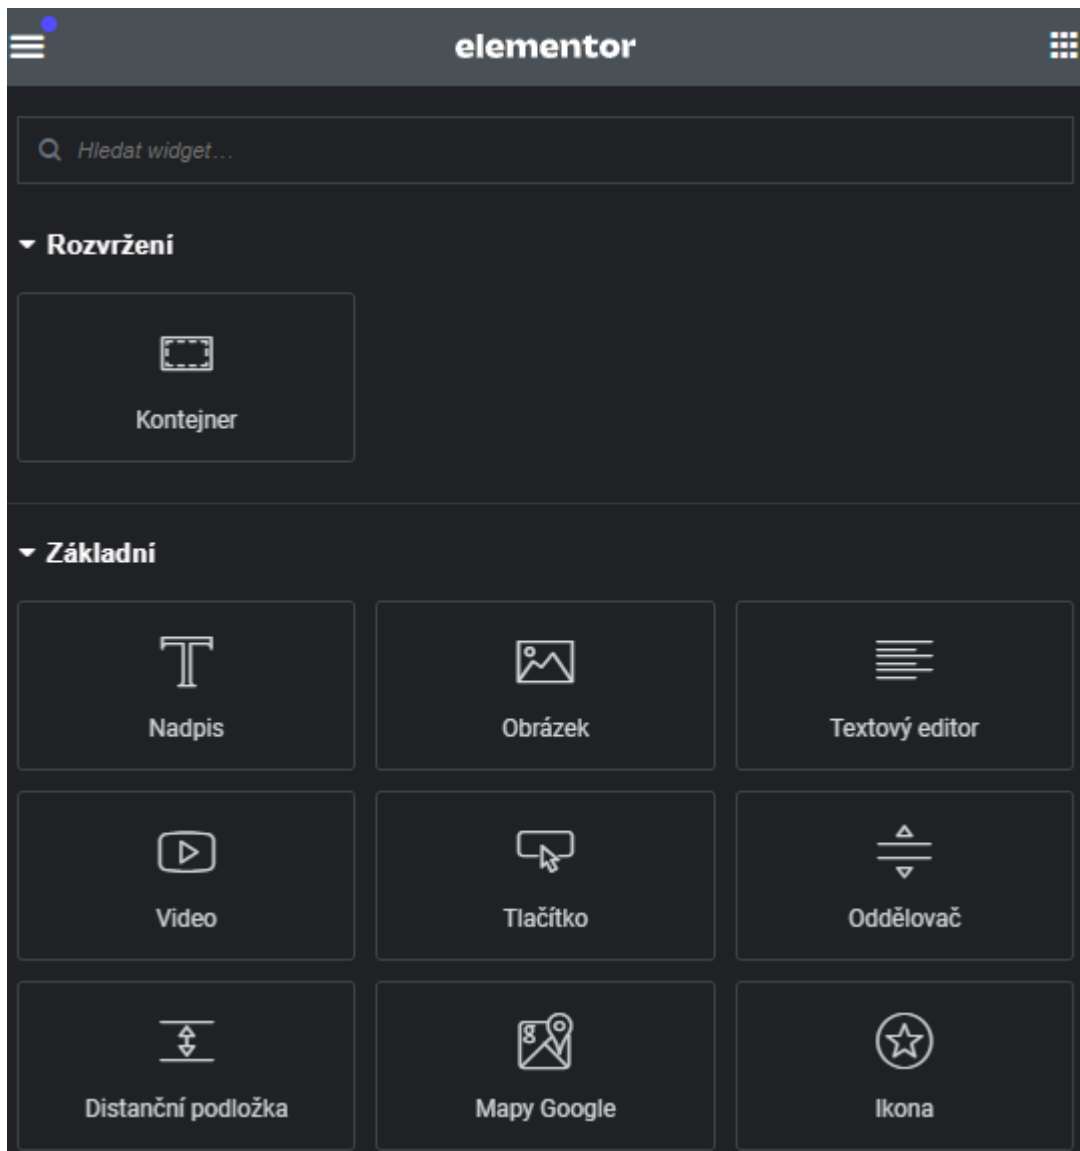 elementor
Hledat widget...
Rozvržení
Kontejner
Základní
Nadpis
Obrázek
Textový editor
Video
Tlačítko
Oddělovač
Distanční podložka
Mapy Google
Ikona